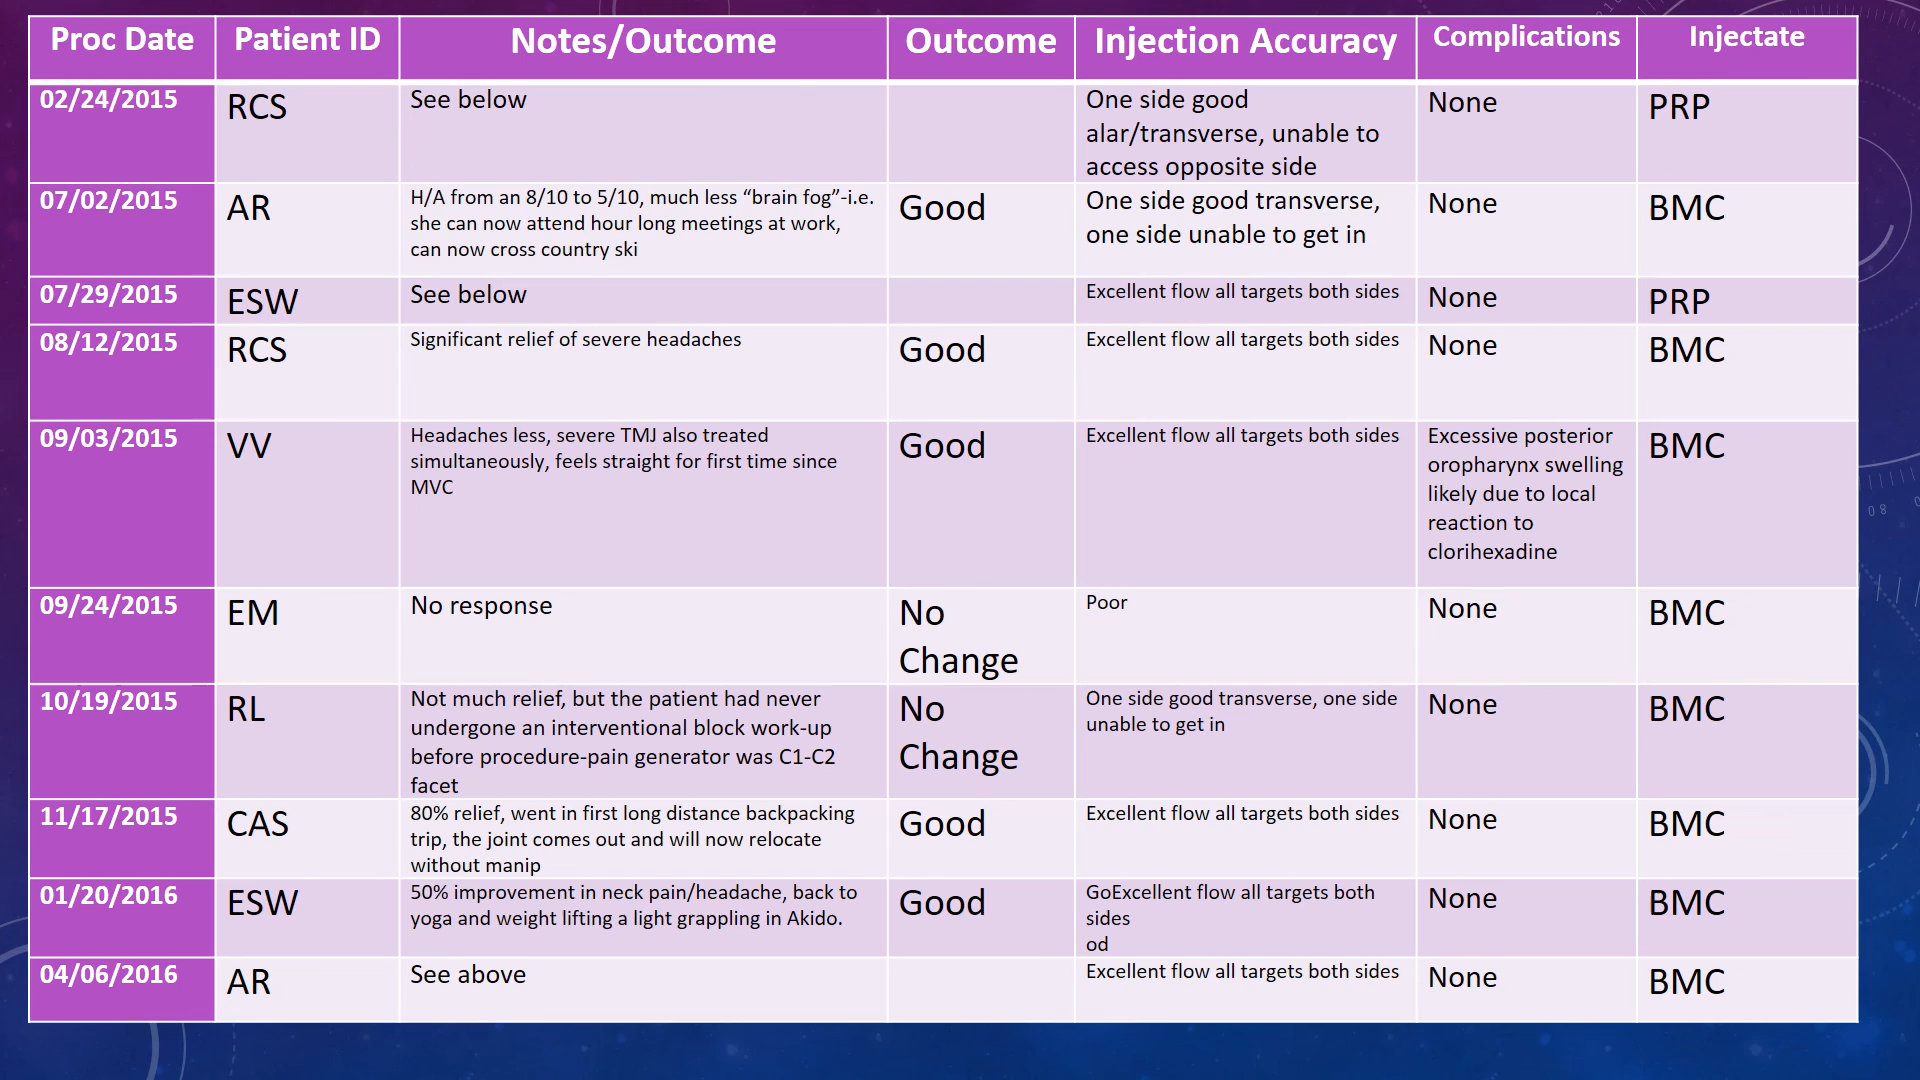 Proc Date Patient ID Notes/Outcome Outcome Injection Accuracy Complications Injectate
02/24/2015 RCS See below One side good
alar/transverse, unable to
access opposite side None PRP
07/02/2015 AR H/A from an 8/10 to 5/10, much less “brain fog”-i.e.
she can now attend hour long meetings at work,
can now cross country ski
Good One side good transverse,
one side unable to get in
None BMC
07/29/2015 ESW See below Excellent flow all targets both sides None PRP
08/12/2015 RCS Significant relief of severe headaches Good Excellent flow all targets both sides None BMC
09/03/2015 VV Headaches less, severe TMJ also treated
simultaneously, feels straight for first time since
MVC
Good Excellent flow all targets both sides Excessive posterior
oropharynx swelling
likely due to local
reaction to
clorihexadine
BMC
09/24/2015 EM No response No
Change
Poor None BMC
10/19/2015 RL Not much relief, but the patient had never
undergone an interventional block work-up
before procedure-pain generator was C1-C2
facet
No
Change
One side good transverse, one side
unable to get in
None BMC
11/17/2015 CAS 80% relief, went in first long distance backpacking
trip, the joint comes out and will now relocate
without manip
Good Excellent flow all targets both sides None BMC
01/20/2016 ESW 50% improvement in neck pain/headache, back to
yoga and weight lifting a light grappling in Akido.
Good GoExcellent flow all targets both
sides
od
None BMC
04/06/2016 AR See above Excellent flow all targets both sides None BMC
80